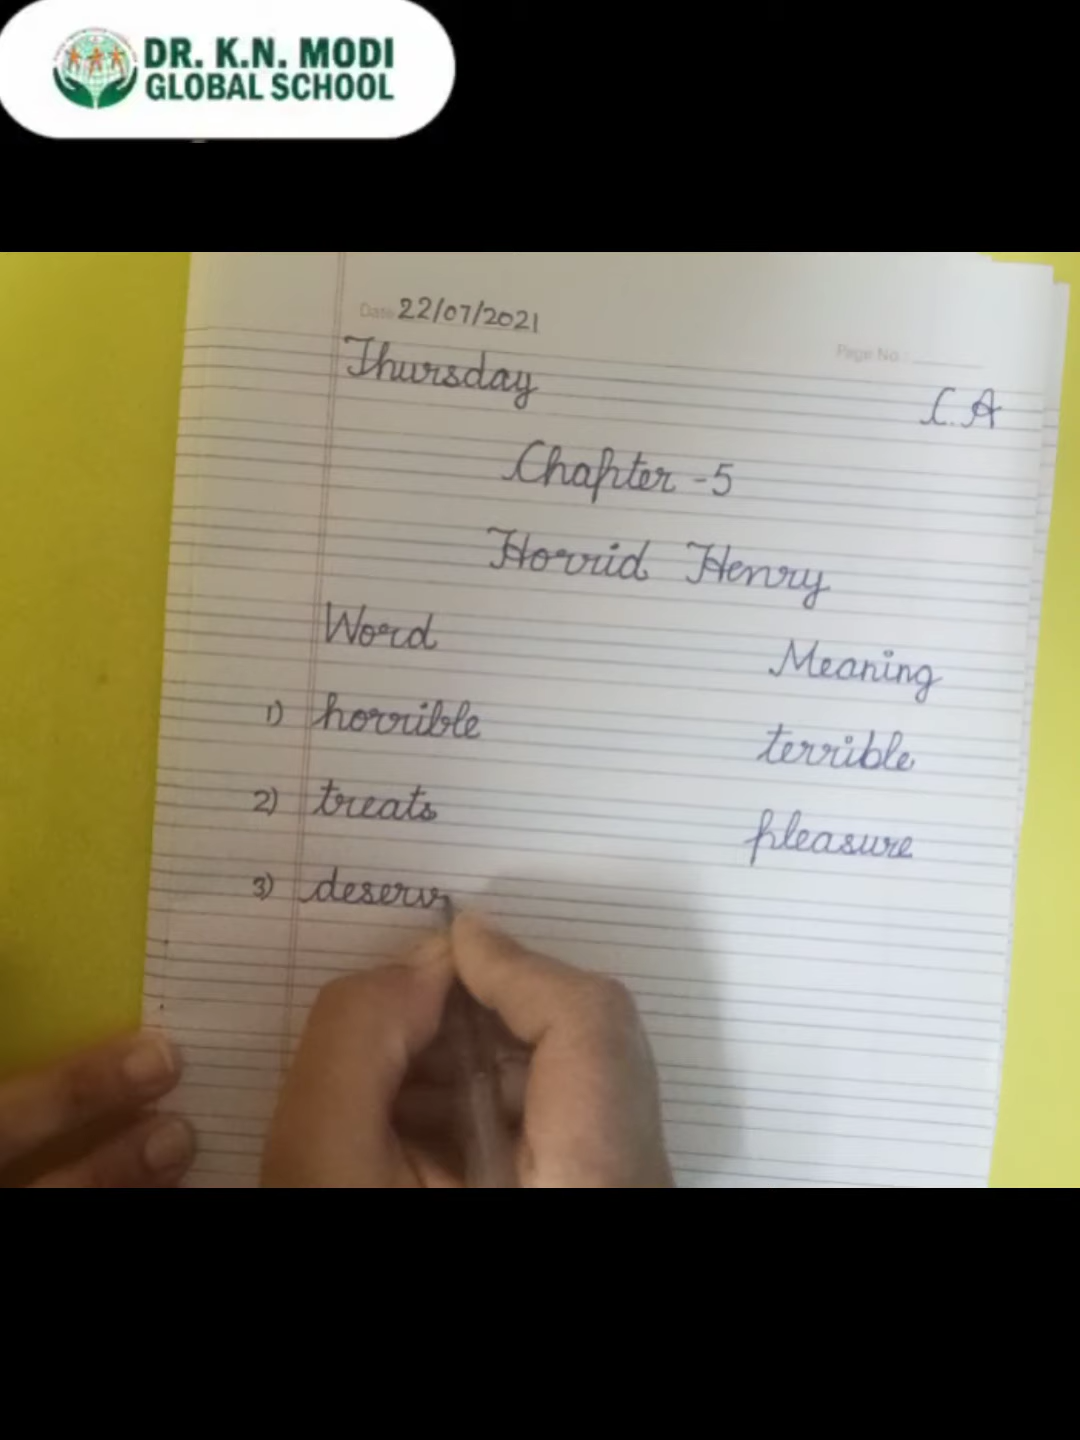 DR. K.N. MODI
GLOBAL SCHOOL
Date 22/07/2021
Page No.:
Thursday
C.A
Chapter -5
Horrid Henry
Word Meaning
1) horrible terrible
2) treats pleasure
3) deserv